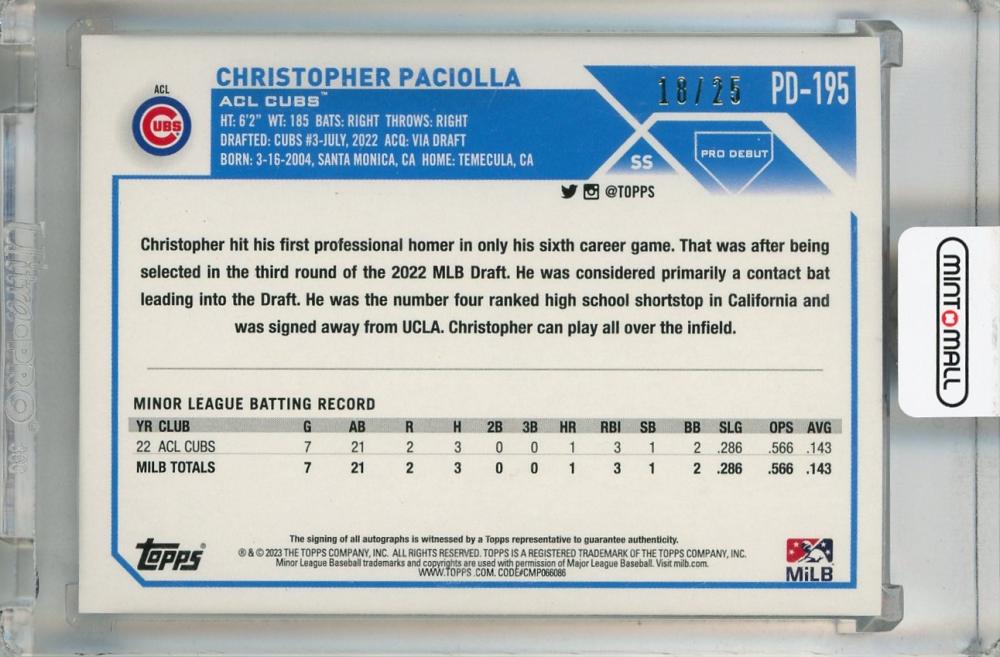 ACL
CUBS
CHRISTOPHER PACIOLLA
18/25
PD-195
ACL CUBS™
HT: 6'2" WT: 185 BATS: RIGHT THROWS: RIGHT
DRAFTED: CUBS #3-JULY, 2022 ACQ: VIA DRAFT
BORN: 3-16-2004, SANTA MONICA, CA HOME: TEMECULA, CA
SS
PRO DEBUT
@TOPPS
Christopher hit his first professional homer in only his sixth career game. That was after being
selected in the third round of the 2022 MLB Draft. He was considered primarily a contact bat
leading into the Draft. He was the number four ranked high school shortstop in California and
was signed away from UCLA. Christopher can play all over the infield.
MINOR LEAGUE BATTING RECORD
YR CLUB G AB R H 2B 3B HR RBI SB BB SLG OPS AVG
22 ACL CUBS 7 21 2 3 0 0 1 3 1 2 .286 .566 .143
MILB TOTALS 7 21 2 3 0 0 1 3 1 2 .286 .566 .143
Topps
The signing of all autographs is witnessed by a Topps representative to guarantee authenticity.
® & © 2023 THE TOPPS COMPANY, INC. ALL RIGHTS RESERVED. TOPPS IS A REGISTERED TRADEMARK OF THE TOPPS COMPANY, INC.
Minor League Baseball trademarks and copyrights are used with permission of Major League Baseball. Visit milb.com.
WWW.TOPPS.COM. CODE#CMP066086
MiLB
MINTOMALL
Ultra PRO